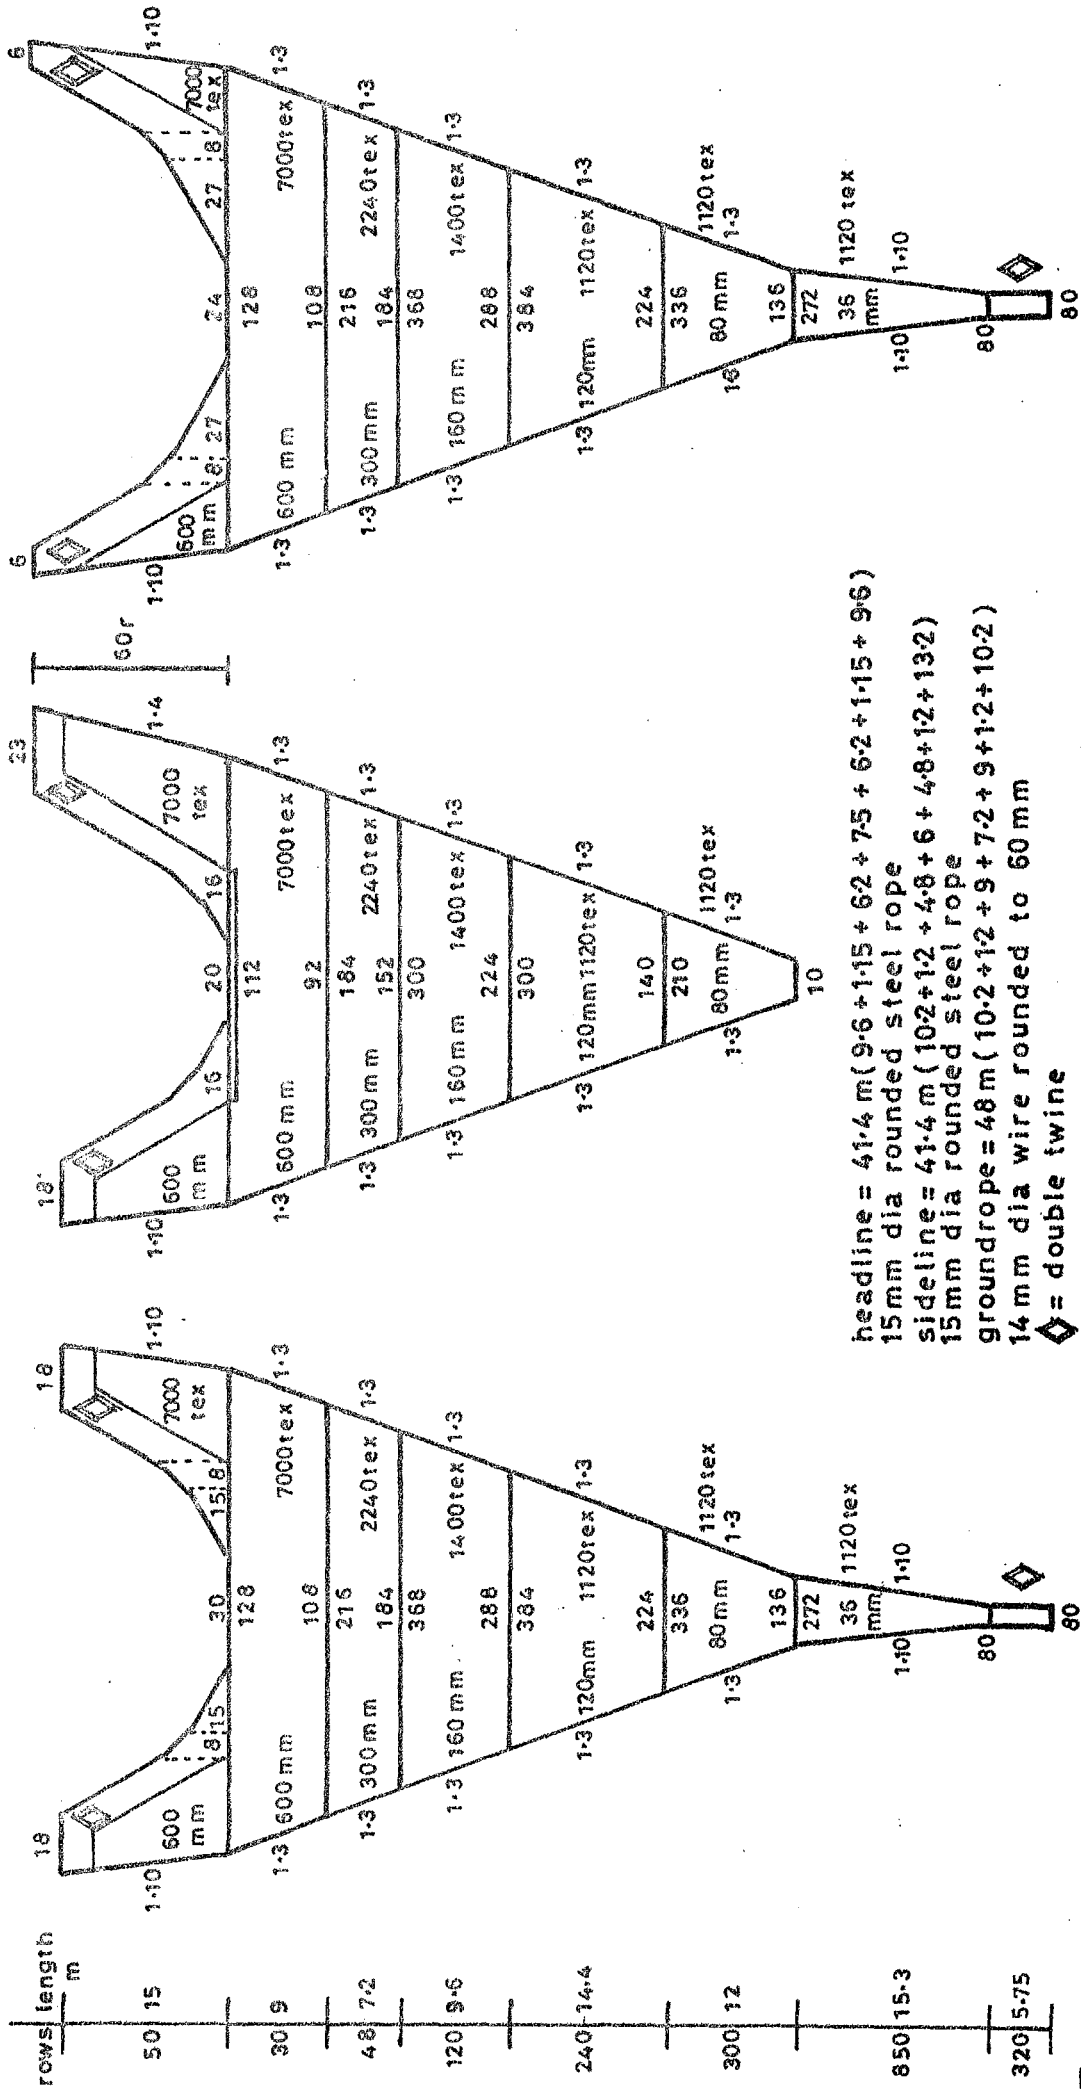 rows length
m
50 15
30 9
48 7·2
120 9·6
240 14·4
300 12
850 15·3
320 5·75
18 18
1·10 600 mm 7000 tex 1·10
8 15 30 15 8
128
1·3 600 mm 7000tex 1·3
108
216
1·3 300mm 2240tex 1·3
184
368
1·3 160mm 1400tex 1·3
288
384
1·3 120mm 1120tex 1·3
224
336
1·3 80mm 1120tex 1·3
136
272
1·10 36 mm 1120tex 1·10
80
80
18 23
60r
1·10 600 mm 7000 tex 1·4
16 20 16
112
1·3 600 mm 7000tex 1·3
92
184
1·3 300mm 2240tex 1·3
152
300
1·3 160mm 1400tex 1·3
224
300
1·3 120mm 1120tex 1·3
140
210
1·3 80mm 1120tex 1·3
10
6 6
1·10 600 mm 7000 tex 1·10
8 27 24 27 8
128
1·3 600 mm 7000tex 1·3
108
216
1·3 300mm 2240tex 1·3
184
368
1·3 160mm 1400tex 1·3
288
384
1·3 120mm 1120tex 1·3
224
336
1·3 80mm 1120tex 1·3
136
272
1·10 36 mm 1120 tex 1·10
80
80
headline = 41·4 m (9·6 + 1·15 + 6·2 + 7·5 + 6·2 + 1·15 + 9·6)
15mm dia rounded steel rope
sideline = 41·4 m (10·2 + 1·2 + 4·8 + 6 + 4·8 + 1·2 + 13·2)
15mm dia rounded steel rope
groundrope = 48m (10·2 + 1·2 + 9 + 7·2 + 9 + 1·2 + 10·2)
14mm dia wire rounded to 60mm
= double twine